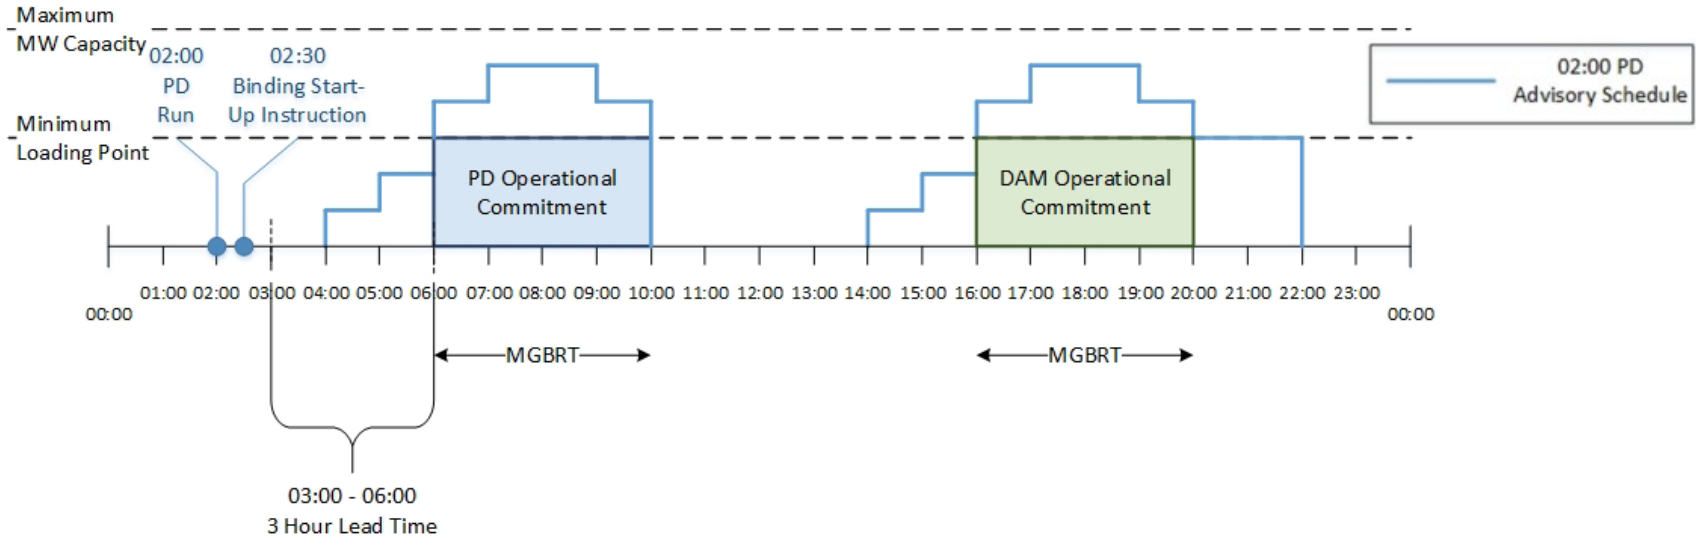 Maximum
MW Capacity
02:00
PD
Run
02:30
Binding Start-
Up Instruction
02:00 PD
Advisory Schedule
Minimum
Loading Point
PD Operational
Commitment
DAM Operational
Commitment
00:00
01:00 02:00 03:00 04:00 05:00 06:00 07:00 08:00 09:00 10:00 11:00 12:00 13:00 14:00 15:00 16:00 17:00 18:00 19:00 20:00 21:00 22:00 23:00
00:00
MGBRT
MGBRT
03:00 - 06:00
3 Hour Lead Time